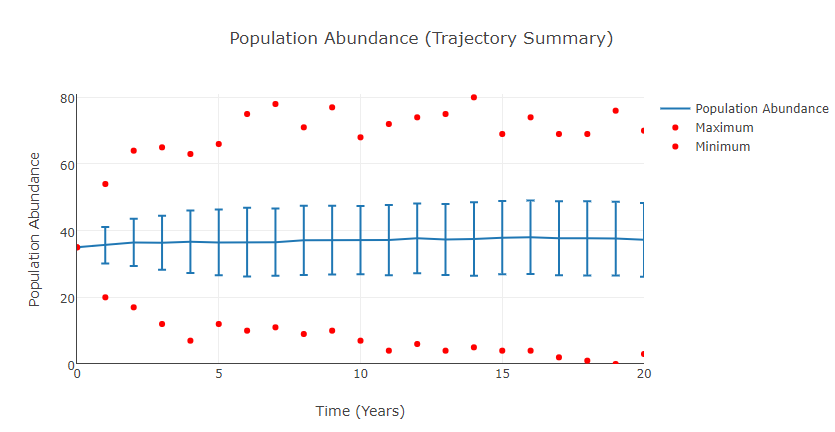 Population Abundance (Trajectory Summary)
Population Abundance
80
60
40
20
0
0
5
10
15
20
Time (Years)
Population Abundance
Maximum
Minimum